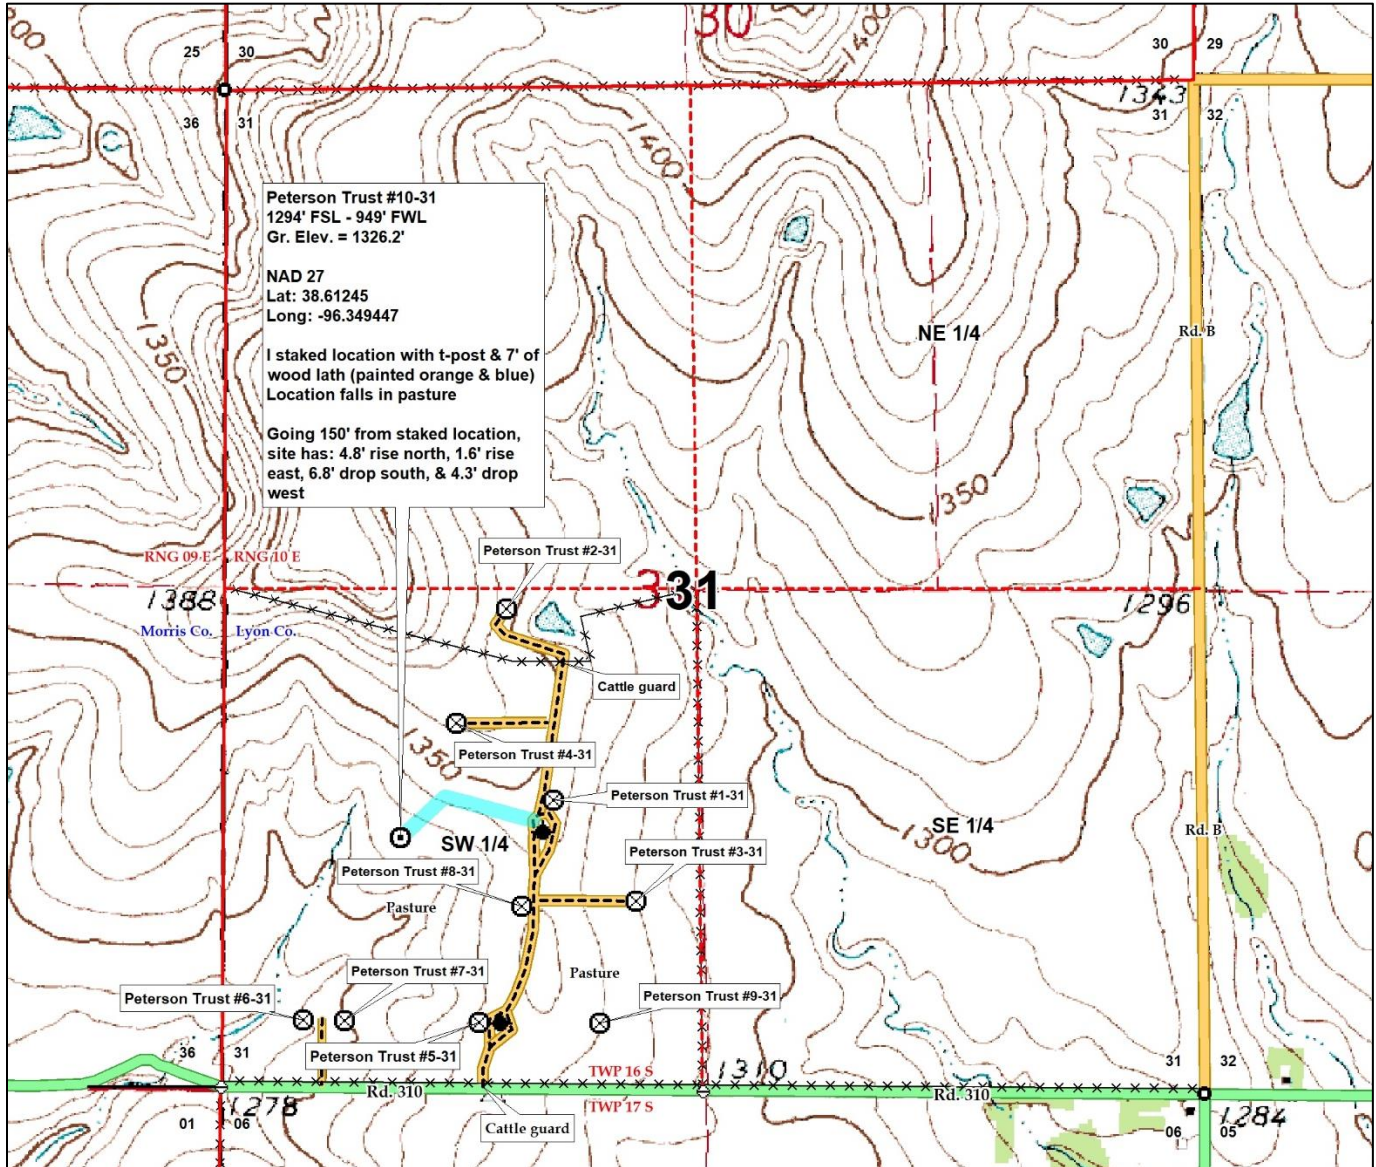 30
25 30
30 29
1400
1400
1343
36 31
31 32
1400
Peterson Trust #10-31
1294' FSL - 949' FWL
Gr. Elev. = 1326.2'
NAD 27
Lat: 38.61245
Long: -96.349447
I staked location with t-post & 7' of
wood lath (painted orange & blue)
Location falls in pasture
Going 150' from staked location,
site has: 4.8' rise north, 1.6' rise
east, 6.8' drop south, & 4.3' drop
west
1350
NE 1/4
Rd. B
1350
RNG 09 E RNG 10 E
Peterson Trust #2-31
1388
3
31
1296
Morris Co. Lyon Co.
Cattle guard
1350
Peterson Trust #4-31
Peterson Trust #1-31
SW 1/4
SE 1/4
1300
Rd. B
Peterson Trust #3-31
Peterson Trust #8-31
Pasture
Pasture
Peterson Trust #7-31
Peterson Trust #6-31
Peterson Trust #9-31
Peterson Trust #5-31
36 31
31 32
TWP 16 S
1310
Rd. 310
Rd. 310
TWP 17 S
1278
1284
01 06
06 05
Cattle guard